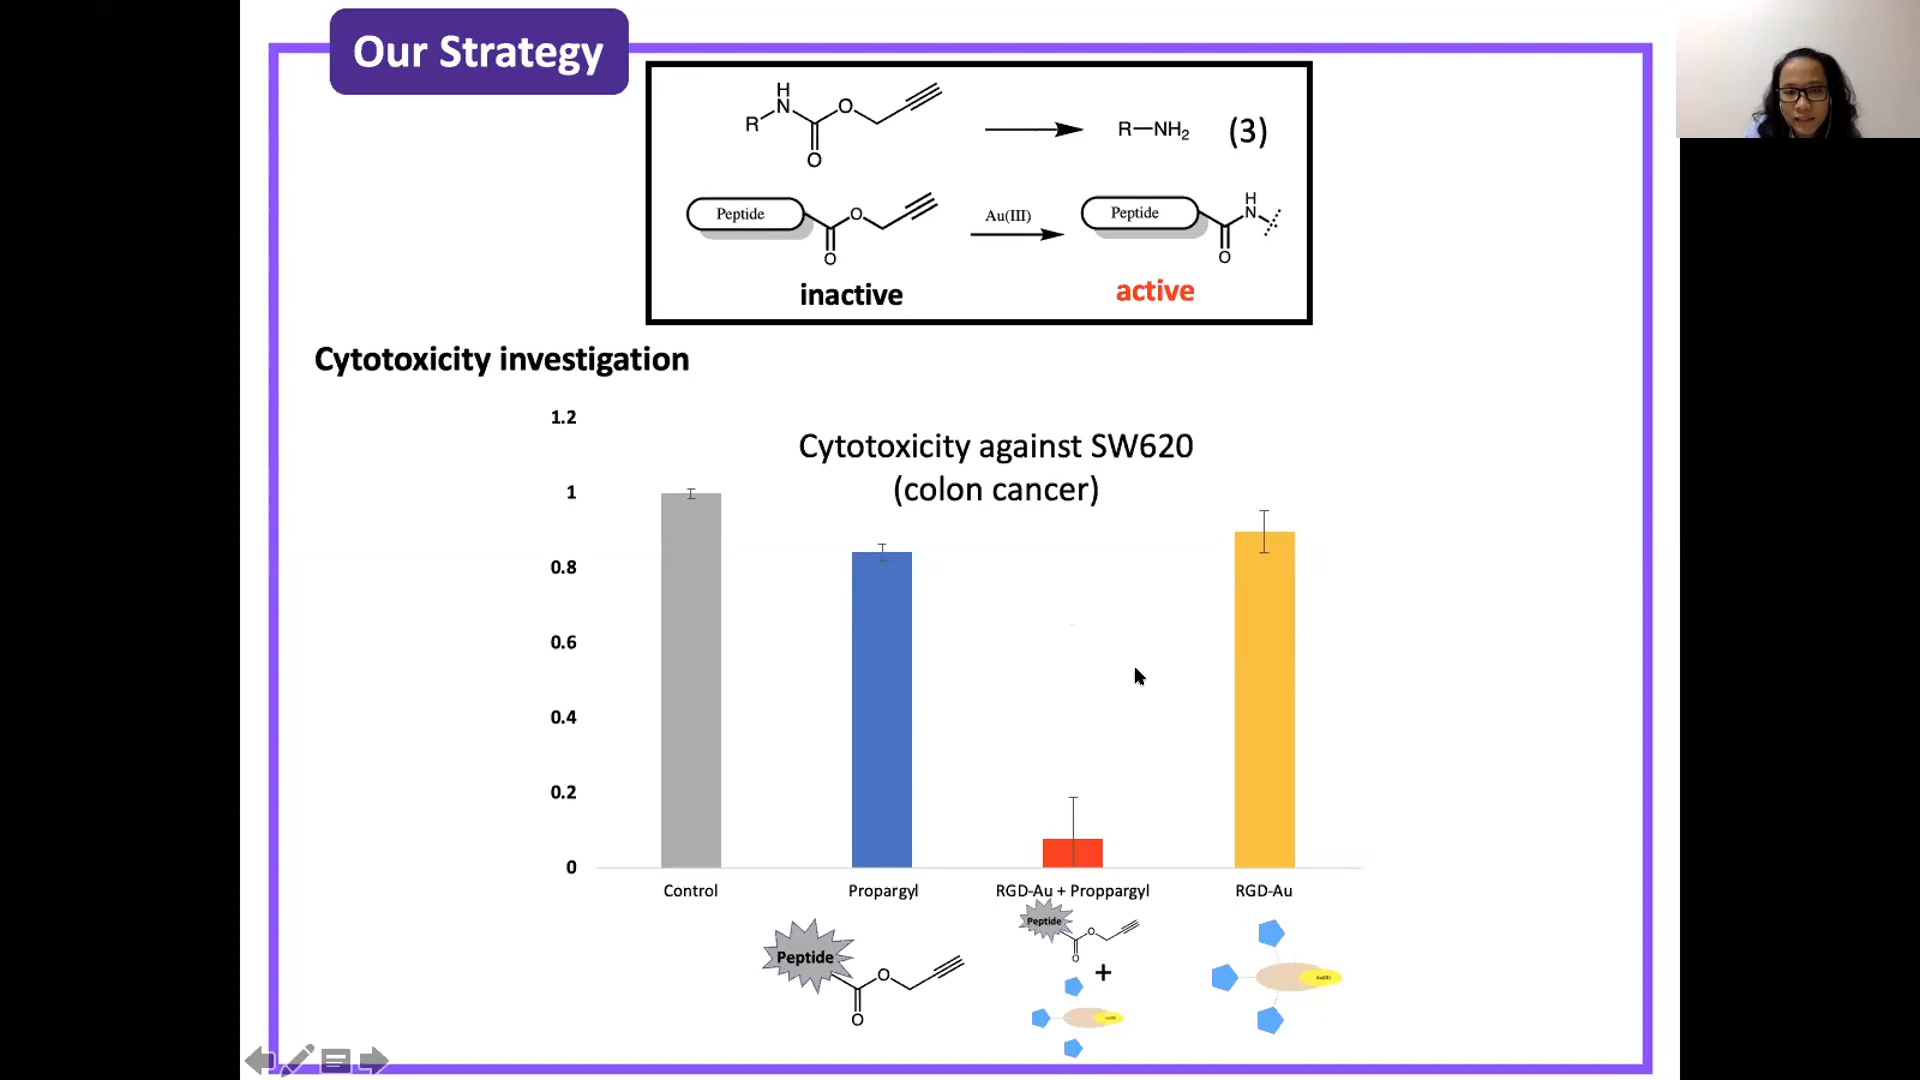 Our Strategy
H
N
R
O
O
R—NH₂ (3)
Peptide
O
O
Au(III)
Peptide
H
N
O
inactive
active
Cytotoxicity investigation
Cytotoxicity against SW620
(colon cancer)
1.2
1
0.8
0.6
0.4
0.2
0
Control
Propargyl
RGD-Au + Proppargyl
RGD-Au
Peptide
O
O
Peptide
O
O
+
Au(III)